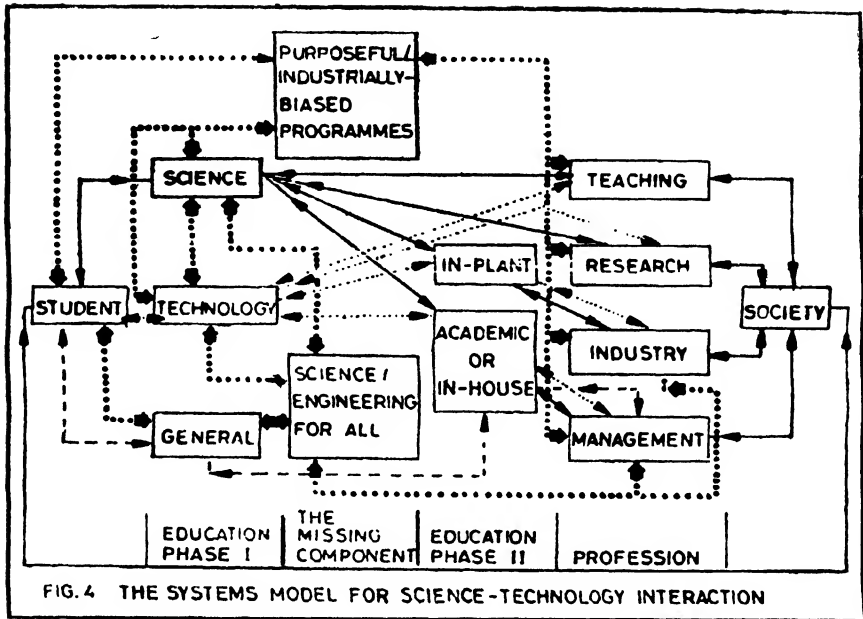 PURPOSEFUL/
INDUSTRIALLY-
BIASED
PROGRAMMES
SCIENCE
TEACHING
IN-PLANT
RESEARCH
STUDENT
TECHNOLOGY
SOCIETY
ACADEMIC
OR
IN-HOUSE
INDUSTRY
SCIENCE/
ENGINEERING
FOR ALL
GENERAL
MANAGEMENT
EDUCATION
PHASE I
THE
MISSING
COMPONENT
EDUCATION
PHASE II
PROFESSION
FIG. 4 THE SYSTEMS MODEL FOR SCIENCE-TECHNOLOGY INTERACTION